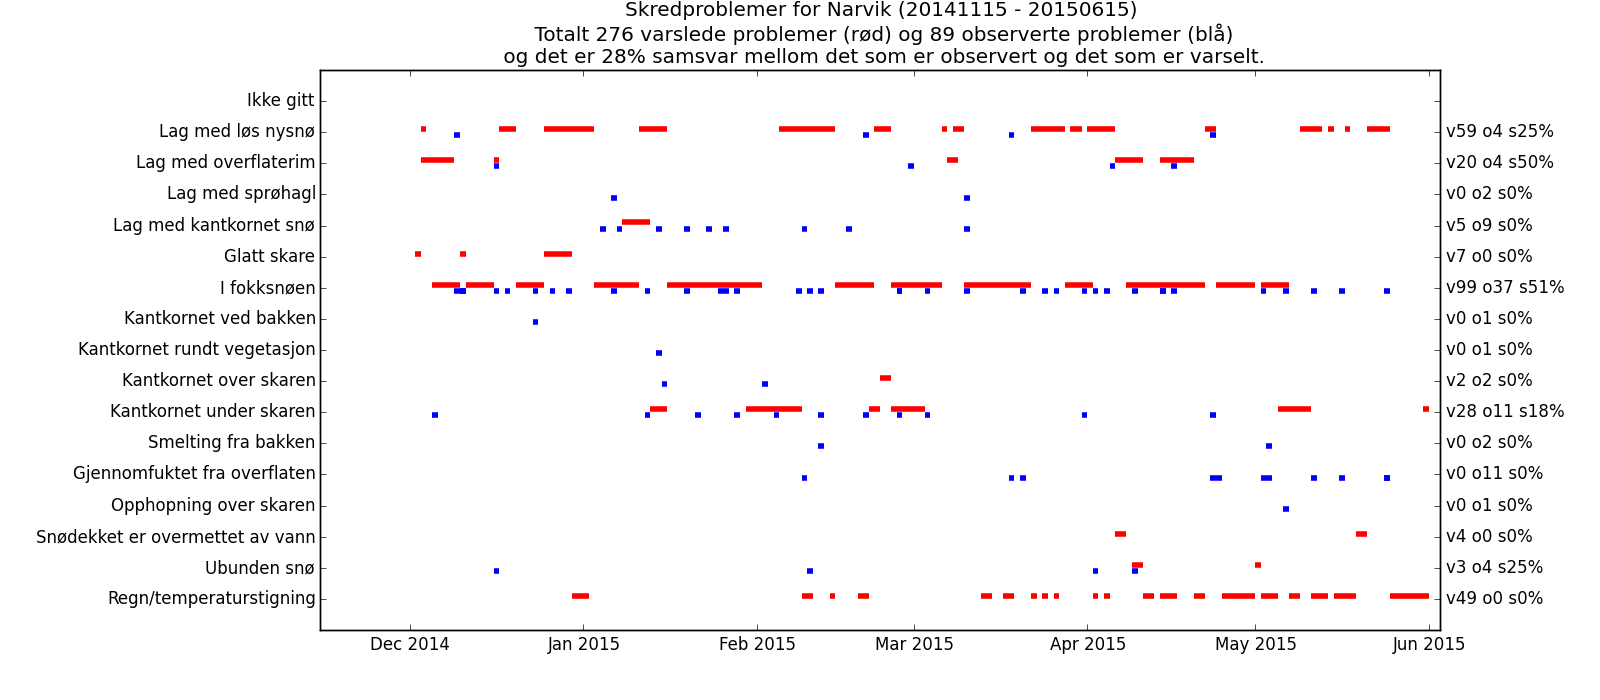 Skredproblemer for Narvik (20141115 - 20150615)
Totalt 276 varslede problemer (rød) og 89 observerte problemer (blå)
og det er 28% samsvar mellom det som er observert og det som er varselt.
Ikke gitt
Lag med løs nysnø v59 o4 s25%
Lag med overflaterim v20 o4 s50%
Lag med sprøhagl v0 o2 s0%
Lag med kantkornet snø v5 o9 s0%
Glatt skare v7 o0 s0%
I fokksnøen v99 o37 s51%
Kantkornet ved bakken v0 o1 s0%
Kantkornet rundt vegetasjon v0 o1 s0%
Kantkornet over skaren v2 o2 s0%
Kantkornet under skaren v28 o11 s18%
Smelting fra bakken v0 o2 s0%
Gjennomfuktet fra overflaten v0 o11 s0%
Opphopning over skaren v0 o1 s0%
Snødekket er overmettet av vann v4 o0 s0%
Ubunden snø v3 o4 s25%
Regn/temperaturstigning v49 o0 s0%
Dec 2014 Jan 2015 Feb 2015 Mar 2015 Apr 2015 May 2015 Jun 2015